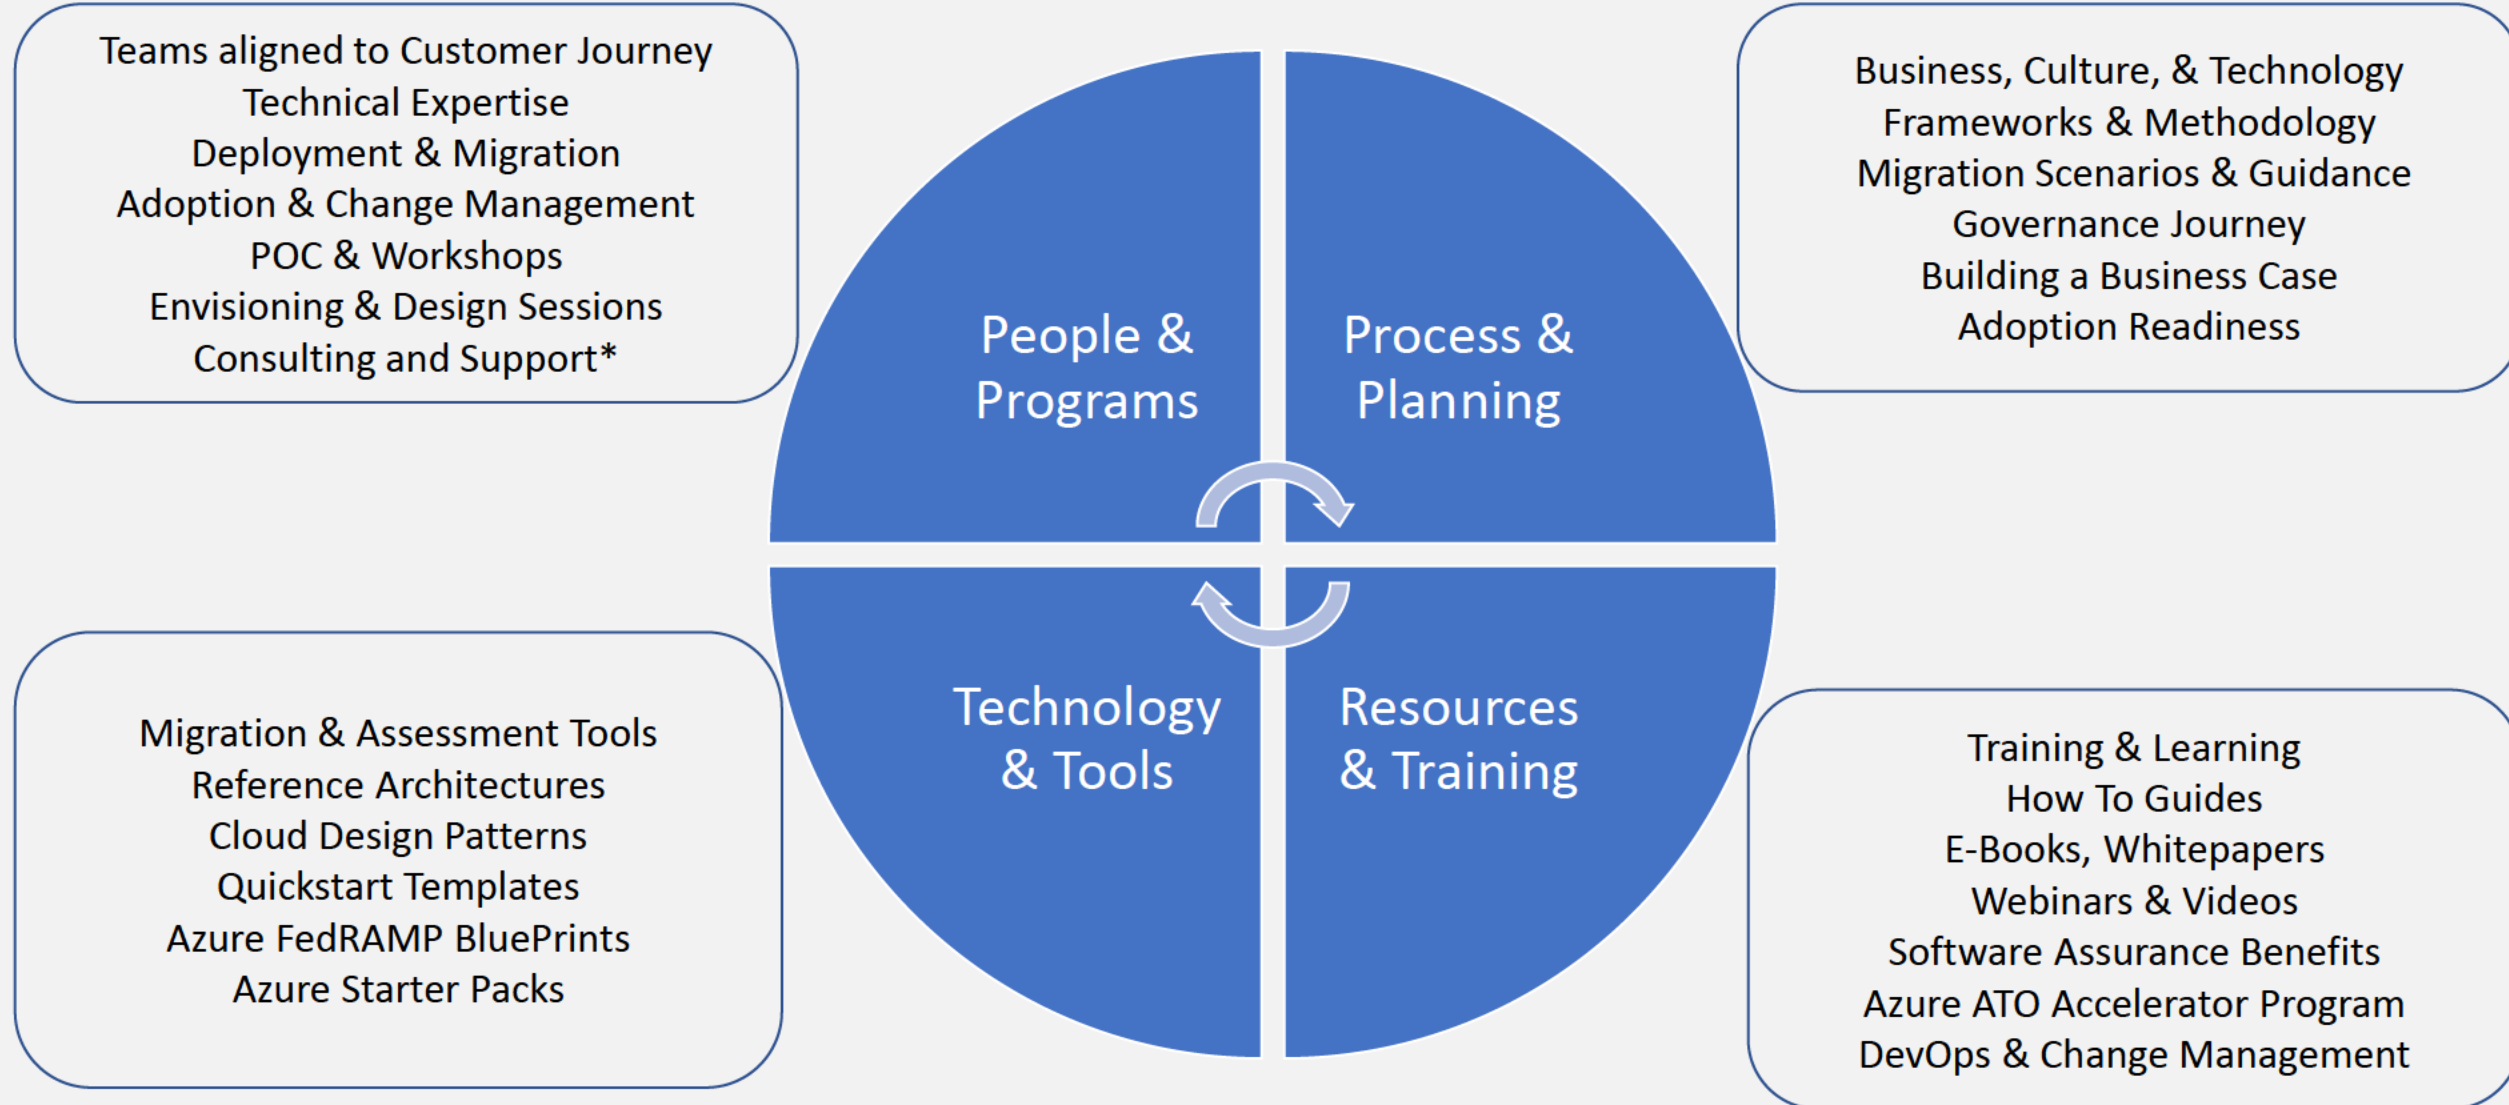 Teams aligned to Customer Journey
Technical Expertise
Deployment & Migration
Adoption & Change Management
POC & Workshops
Envisioning & Design Sessions
Consulting and Support*
People &
Programs
Process &
Planning
Business, Culture, & Technology
Frameworks & Methodology
Migration Scenarios & Guidance
Governance Journey
Building a Business Case
Adoption Readiness
Migration & Assessment Tools
Reference Architectures
Cloud Design Patterns
Quickstart Templates
Azure FedRAMP BluePrints
Azure Starter Packs
Technology
& Tools
Resources
& Training
Training & Learning
How To Guides
E-Books, Whitepapers
Webinars & Videos
Software Assurance Benefits
Azure ATO Accelerator Program
DevOps & Change Management